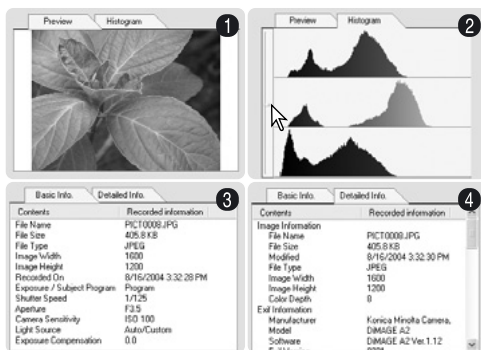 Preview Histogram 1
Preview Histogram 2
Basic Info. Detailed Info. 3
Contents Recorded information
File Name PICT0008.JPG
File Size 405.8 KB
File Type JPEG
Image Width 1600
Image Height 1200
Recorded On 8/16/2004 3:32:28 PM
Exposure / Subject Program Program
Shutter Speed 1/125
Aperture F3.5
Camera Sensitivity ISO 100
Light Source Auto/Custom
Exposure Compensation 0.0
Basic Info. Detailed Info. 4
Contents Recorded information
Image Information
File Name PICT0008.JPG
File Size 405.8 KB
Modified 8/16/2004 3:32:30 PM
File Type JPEG
Image Width 1600
Image Height 1200
Color Depth 8
Exif Information
Manufacturer Konica Minolta Camera,
Model DiMAGE A2
Software DiMAGE A2 Ver.1.12